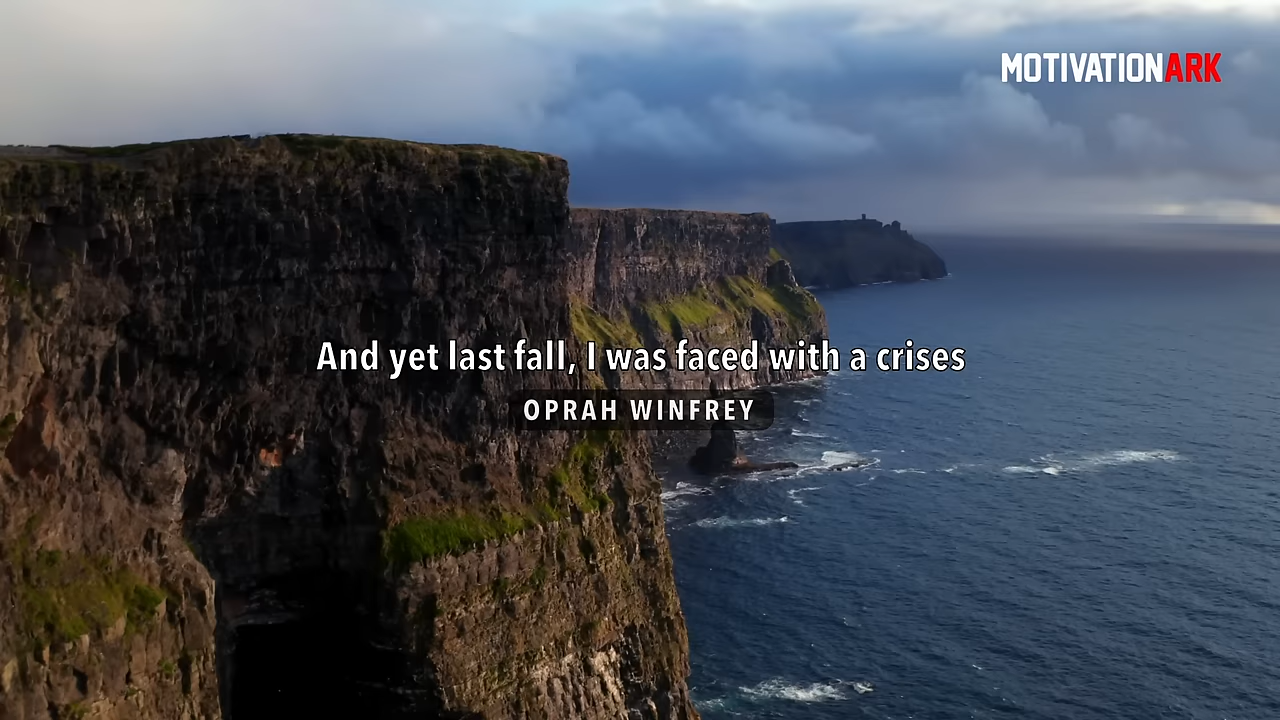 MOTIVATIONARK
And yet last fall, I was faced with a crises
OPRAH WINFREY